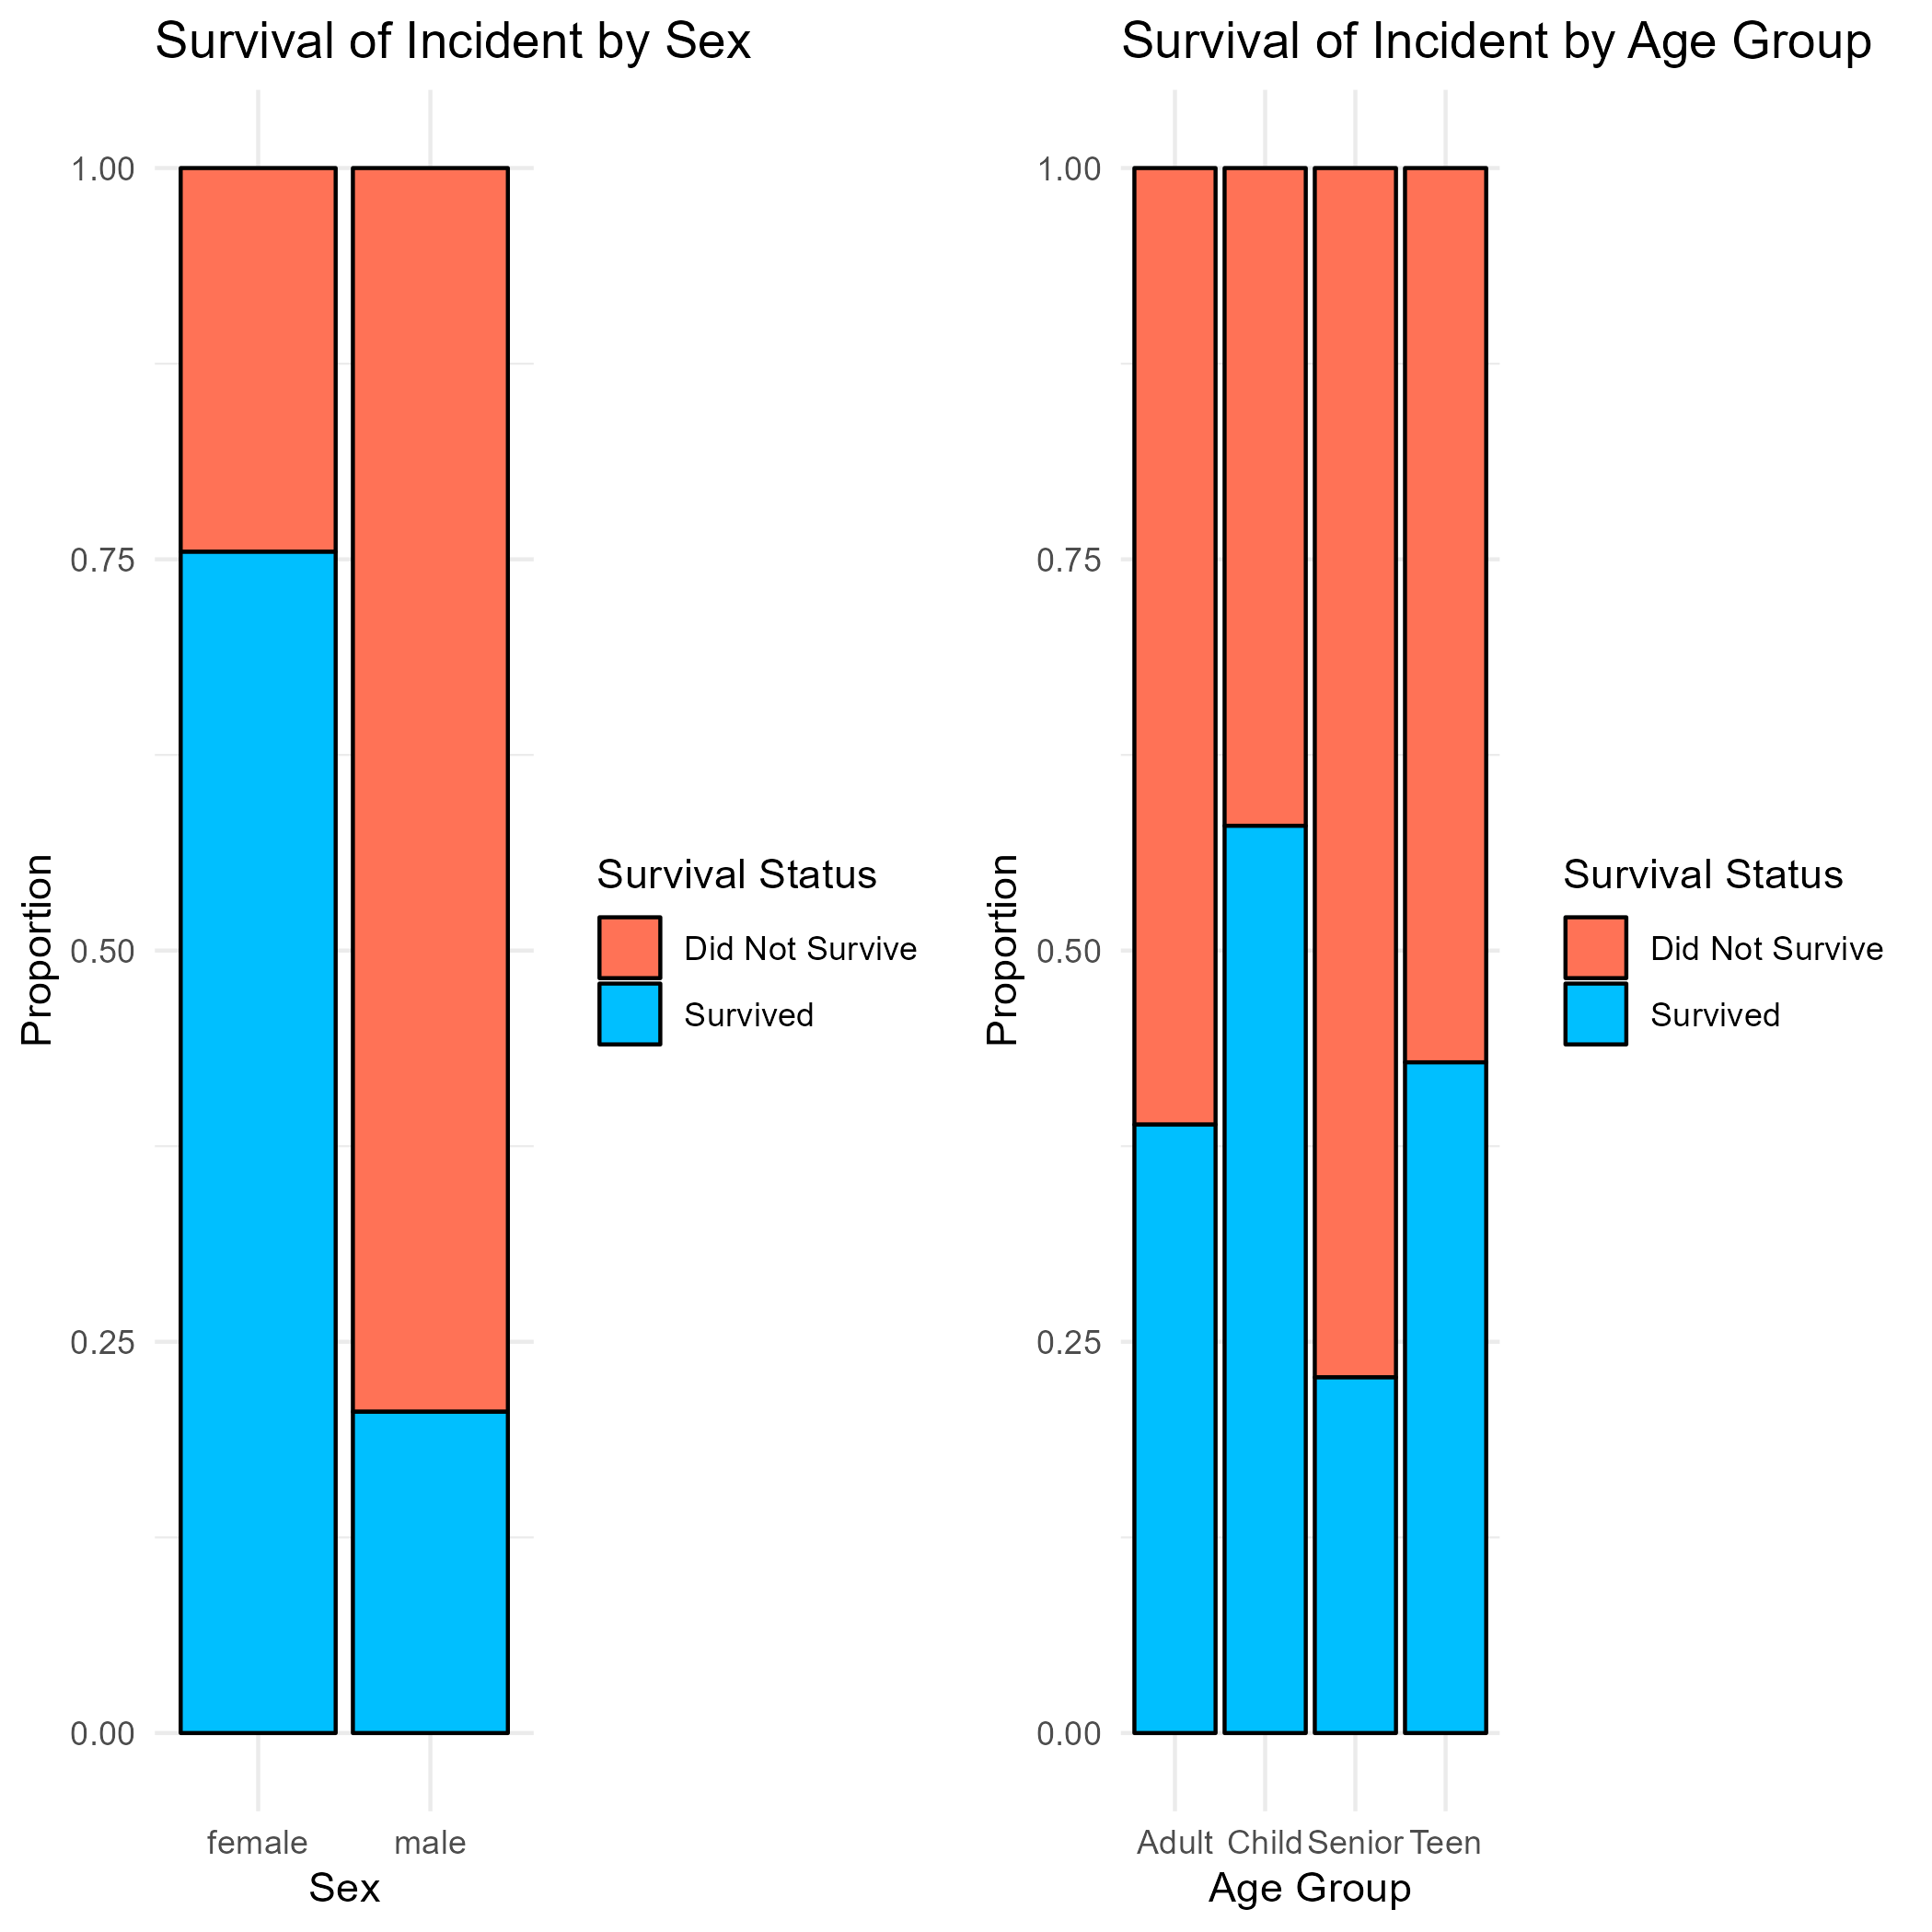 Survival of Incident by Sex
1.00
0.75
0.50
0.25
0.00
Proportion
female male
Sex
Survival Status
Did Not Survive
Survived
Survival of Incident by Age Group
1.00
0.75
0.50
0.25
0.00
Proportion
Adult Child Senior Teen
Age Group
Survival Status
Did Not Survive
Survived